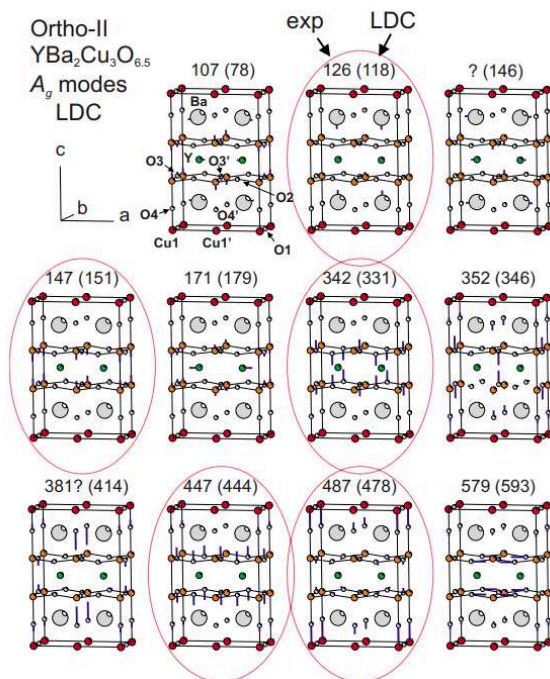 Ortho-II
YBa2Cu3O6.5
Ag modes
LDC
exp
LDC
107 (78)
126 (118)
? (146)
c
b
a
Ba
O3
Y
O3'
O2
O4
O4'
Cu1
Cu1'
O1
147 (151)
171 (179)
342 (331)
352 (346)
381? (414)
447 (444)
487 (478)
579 (593)